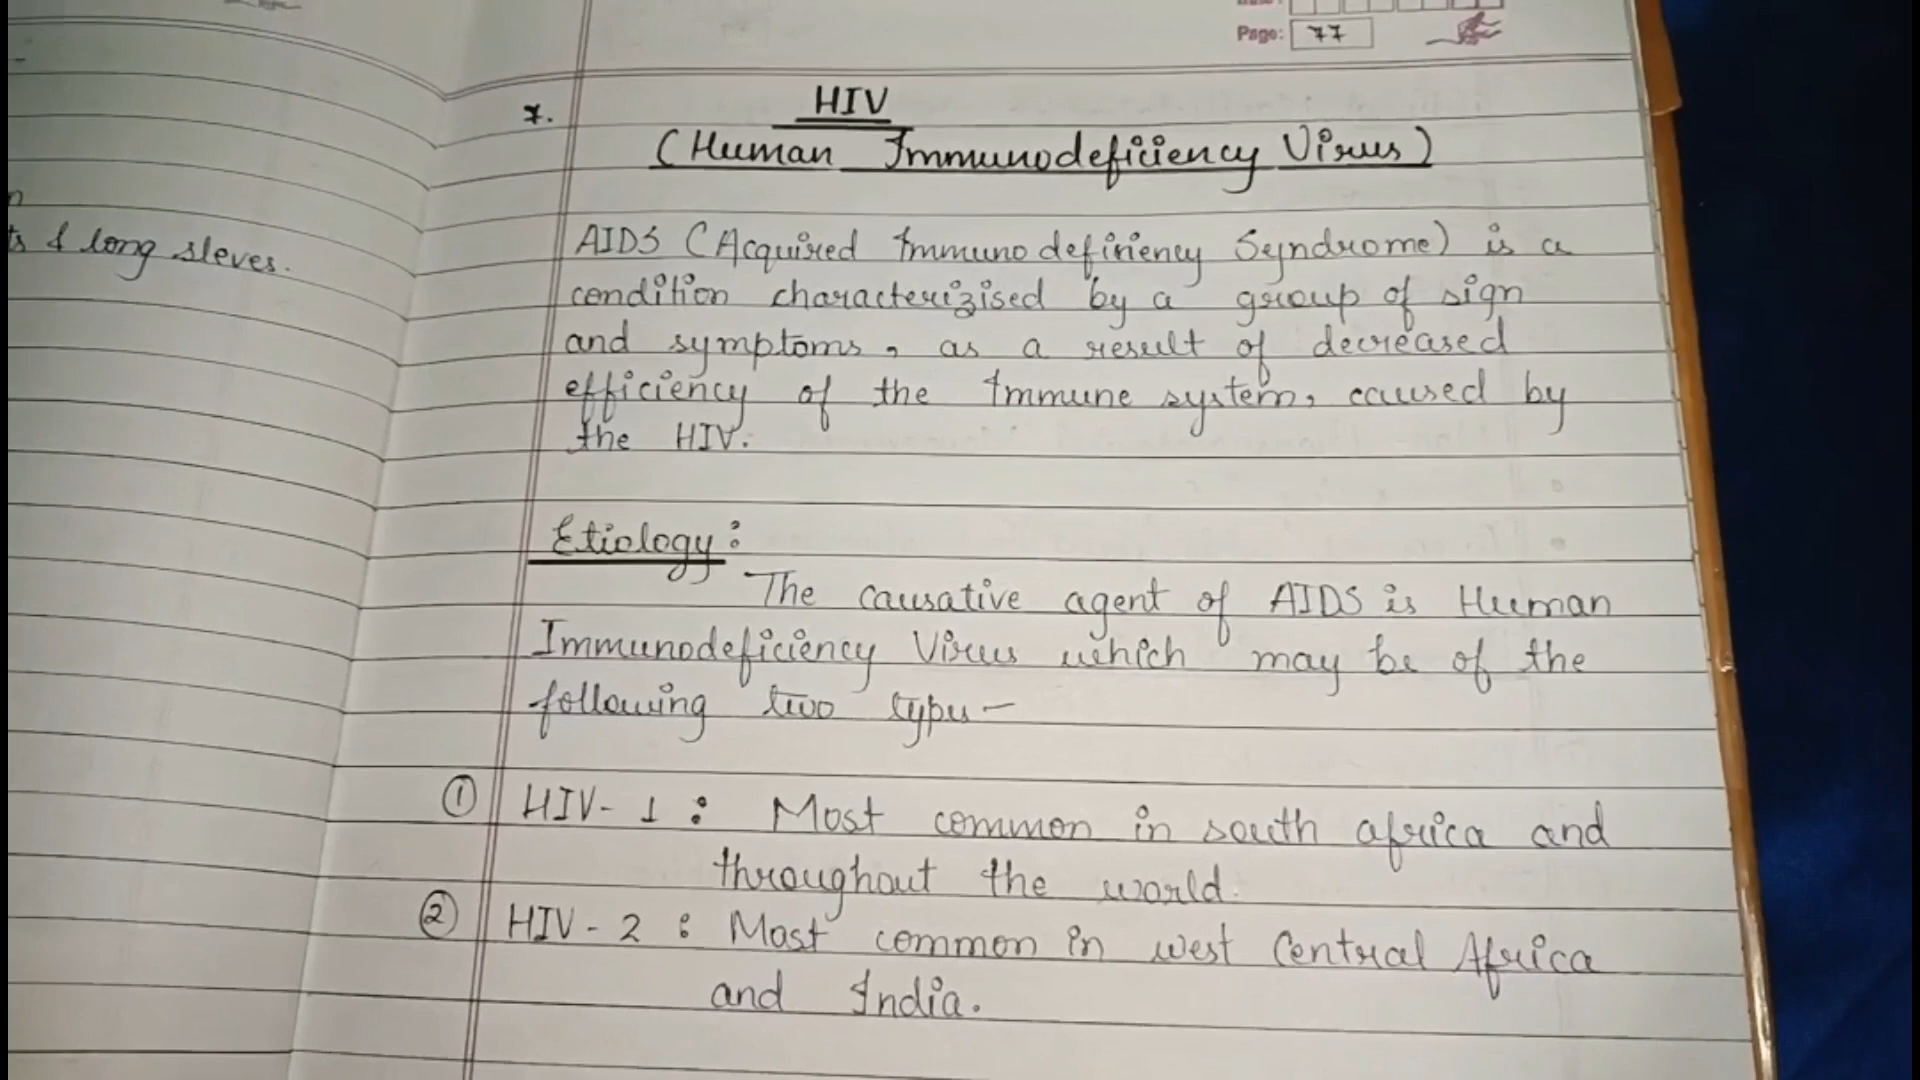 Page: 77
ts & long sleves.
7. HIV
(Human Immunodeficiency Virus)
AIDS (Acquired Immuno definiency Syndrome) is a
condition characterizised by a group of sign
and symptoms, as a result of decreased
efficiency of the Immune system, caused by
the HIV.
Etiology:
The causative agent of AIDS is Human
Immunodeficiency Virus which may be of the
following two types-
① HIV-1 : Most common in south africa and
throughout the world.
② HIV-2 : Most common in west Central Africa
and India.